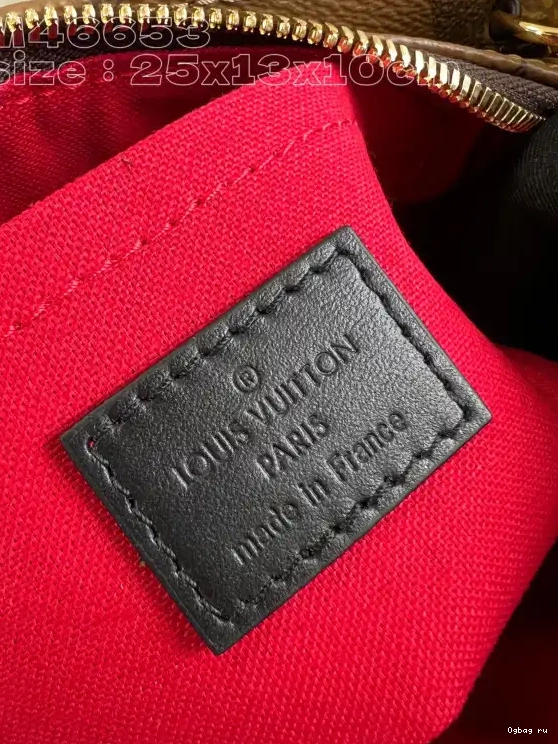 M46653
size : 25x13x10cm
®
LOUIS VUITTON
PARIS
made in France
Ogbag ru